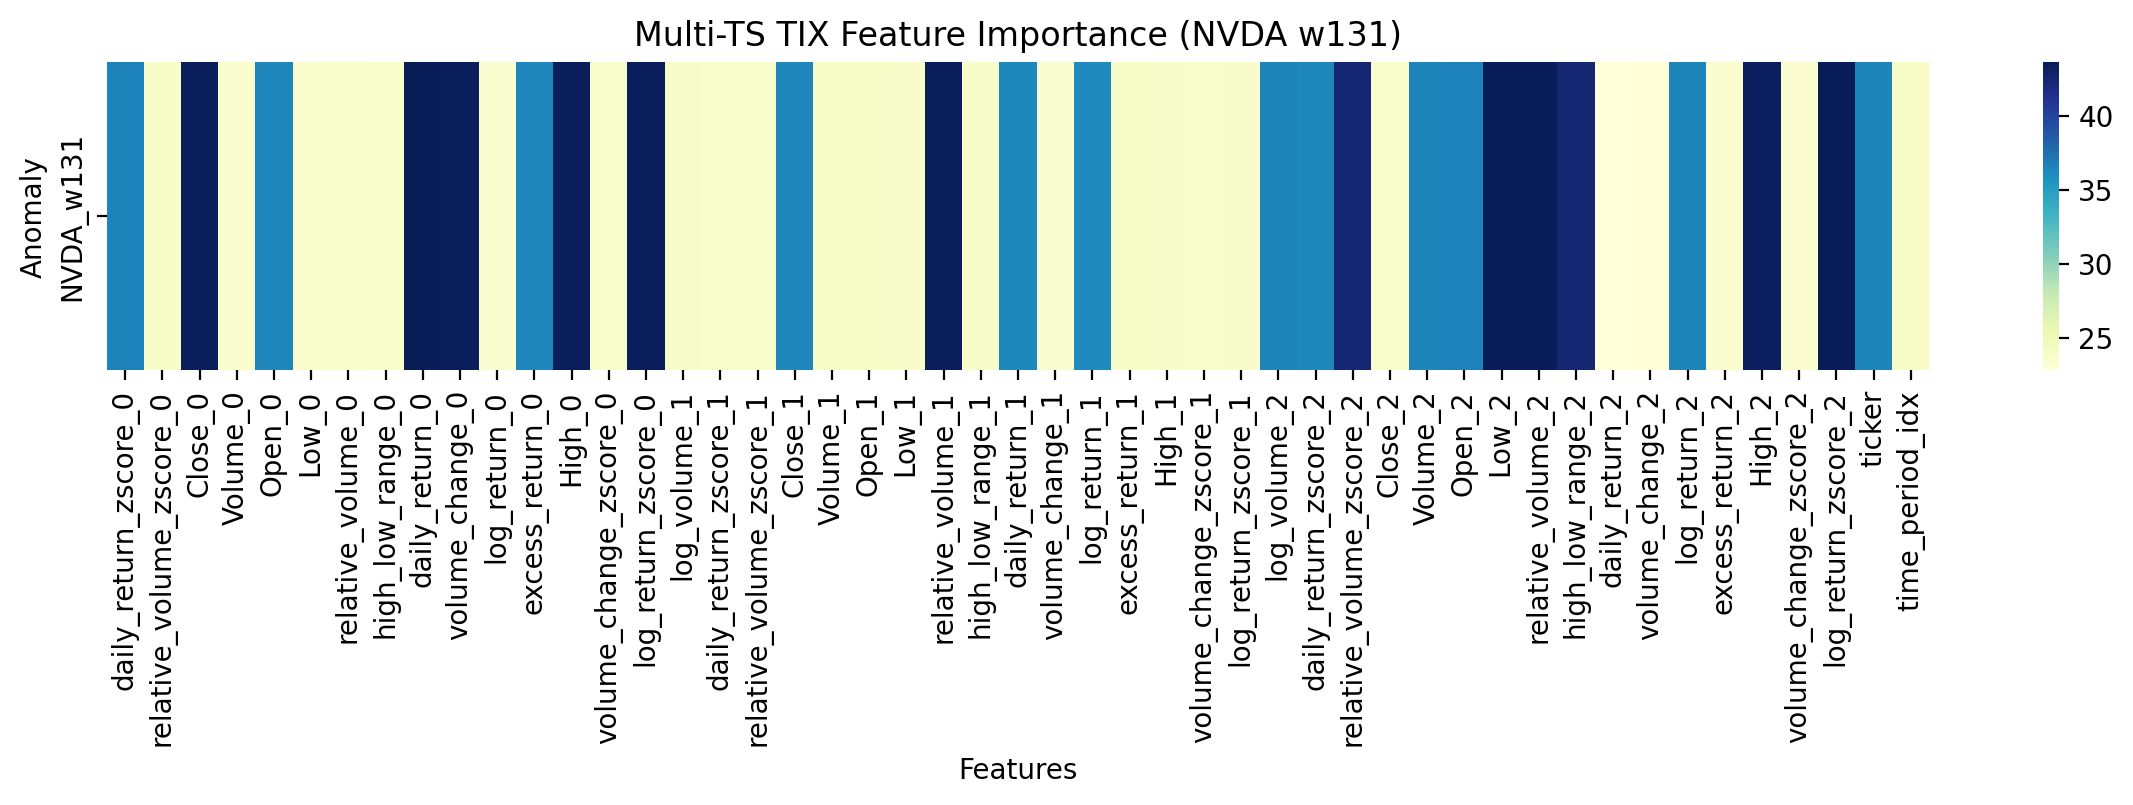 Multi-TS TIX Feature Importance (NVDA w131)
Anomaly
NVDA_w131
daily_return_zscore_0
relative_volume_zscore_0
Close_0
Volume_0
Open_0
Low_0
relative_volume_0
high_low_range_0
daily_return_0
volume_change_0
log_return_0
excess_return_0
High_0
volume_change_zscore_0
log_return_zscore_0
log_volume_1
daily_return_zscore_1
relative_volume_zscore_1
Close_1
Volume_1
Open_1
Low_1
relative_volume_1
high_low_range_1
daily_return_1
volume_change_1
log_return_1
excess_return_1
High_1
volume_change_zscore_1
log_return_zscore_1
log_volume_2
daily_return_zscore_2
relative_volume_zscore_2
Close_2
Volume_2
Open_2
Low_2
relative_volume_2
high_low_range_2
daily_return_2
volume_change_2
log_return_2
excess_return_2
High_2
volume_change_zscore_2
log_return_zscore_2
ticker
time_period_idx
Features
40
35
30
25